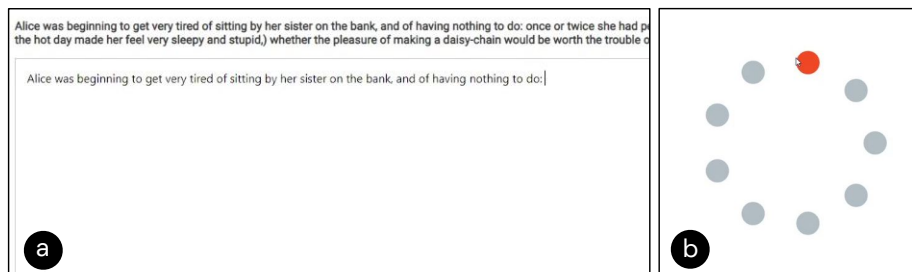 Alice was beginning to get very tired of sitting by her sister on the bank, and of having nothing to do: once or twice she had
the hot day made her feel very sleepy and stupid,) whether the pleasure of making a daisy-chain would be worth the trouble
Alice was beginning to get very tired of sitting by her sister on the bank, and of having nothing to do:
a
b